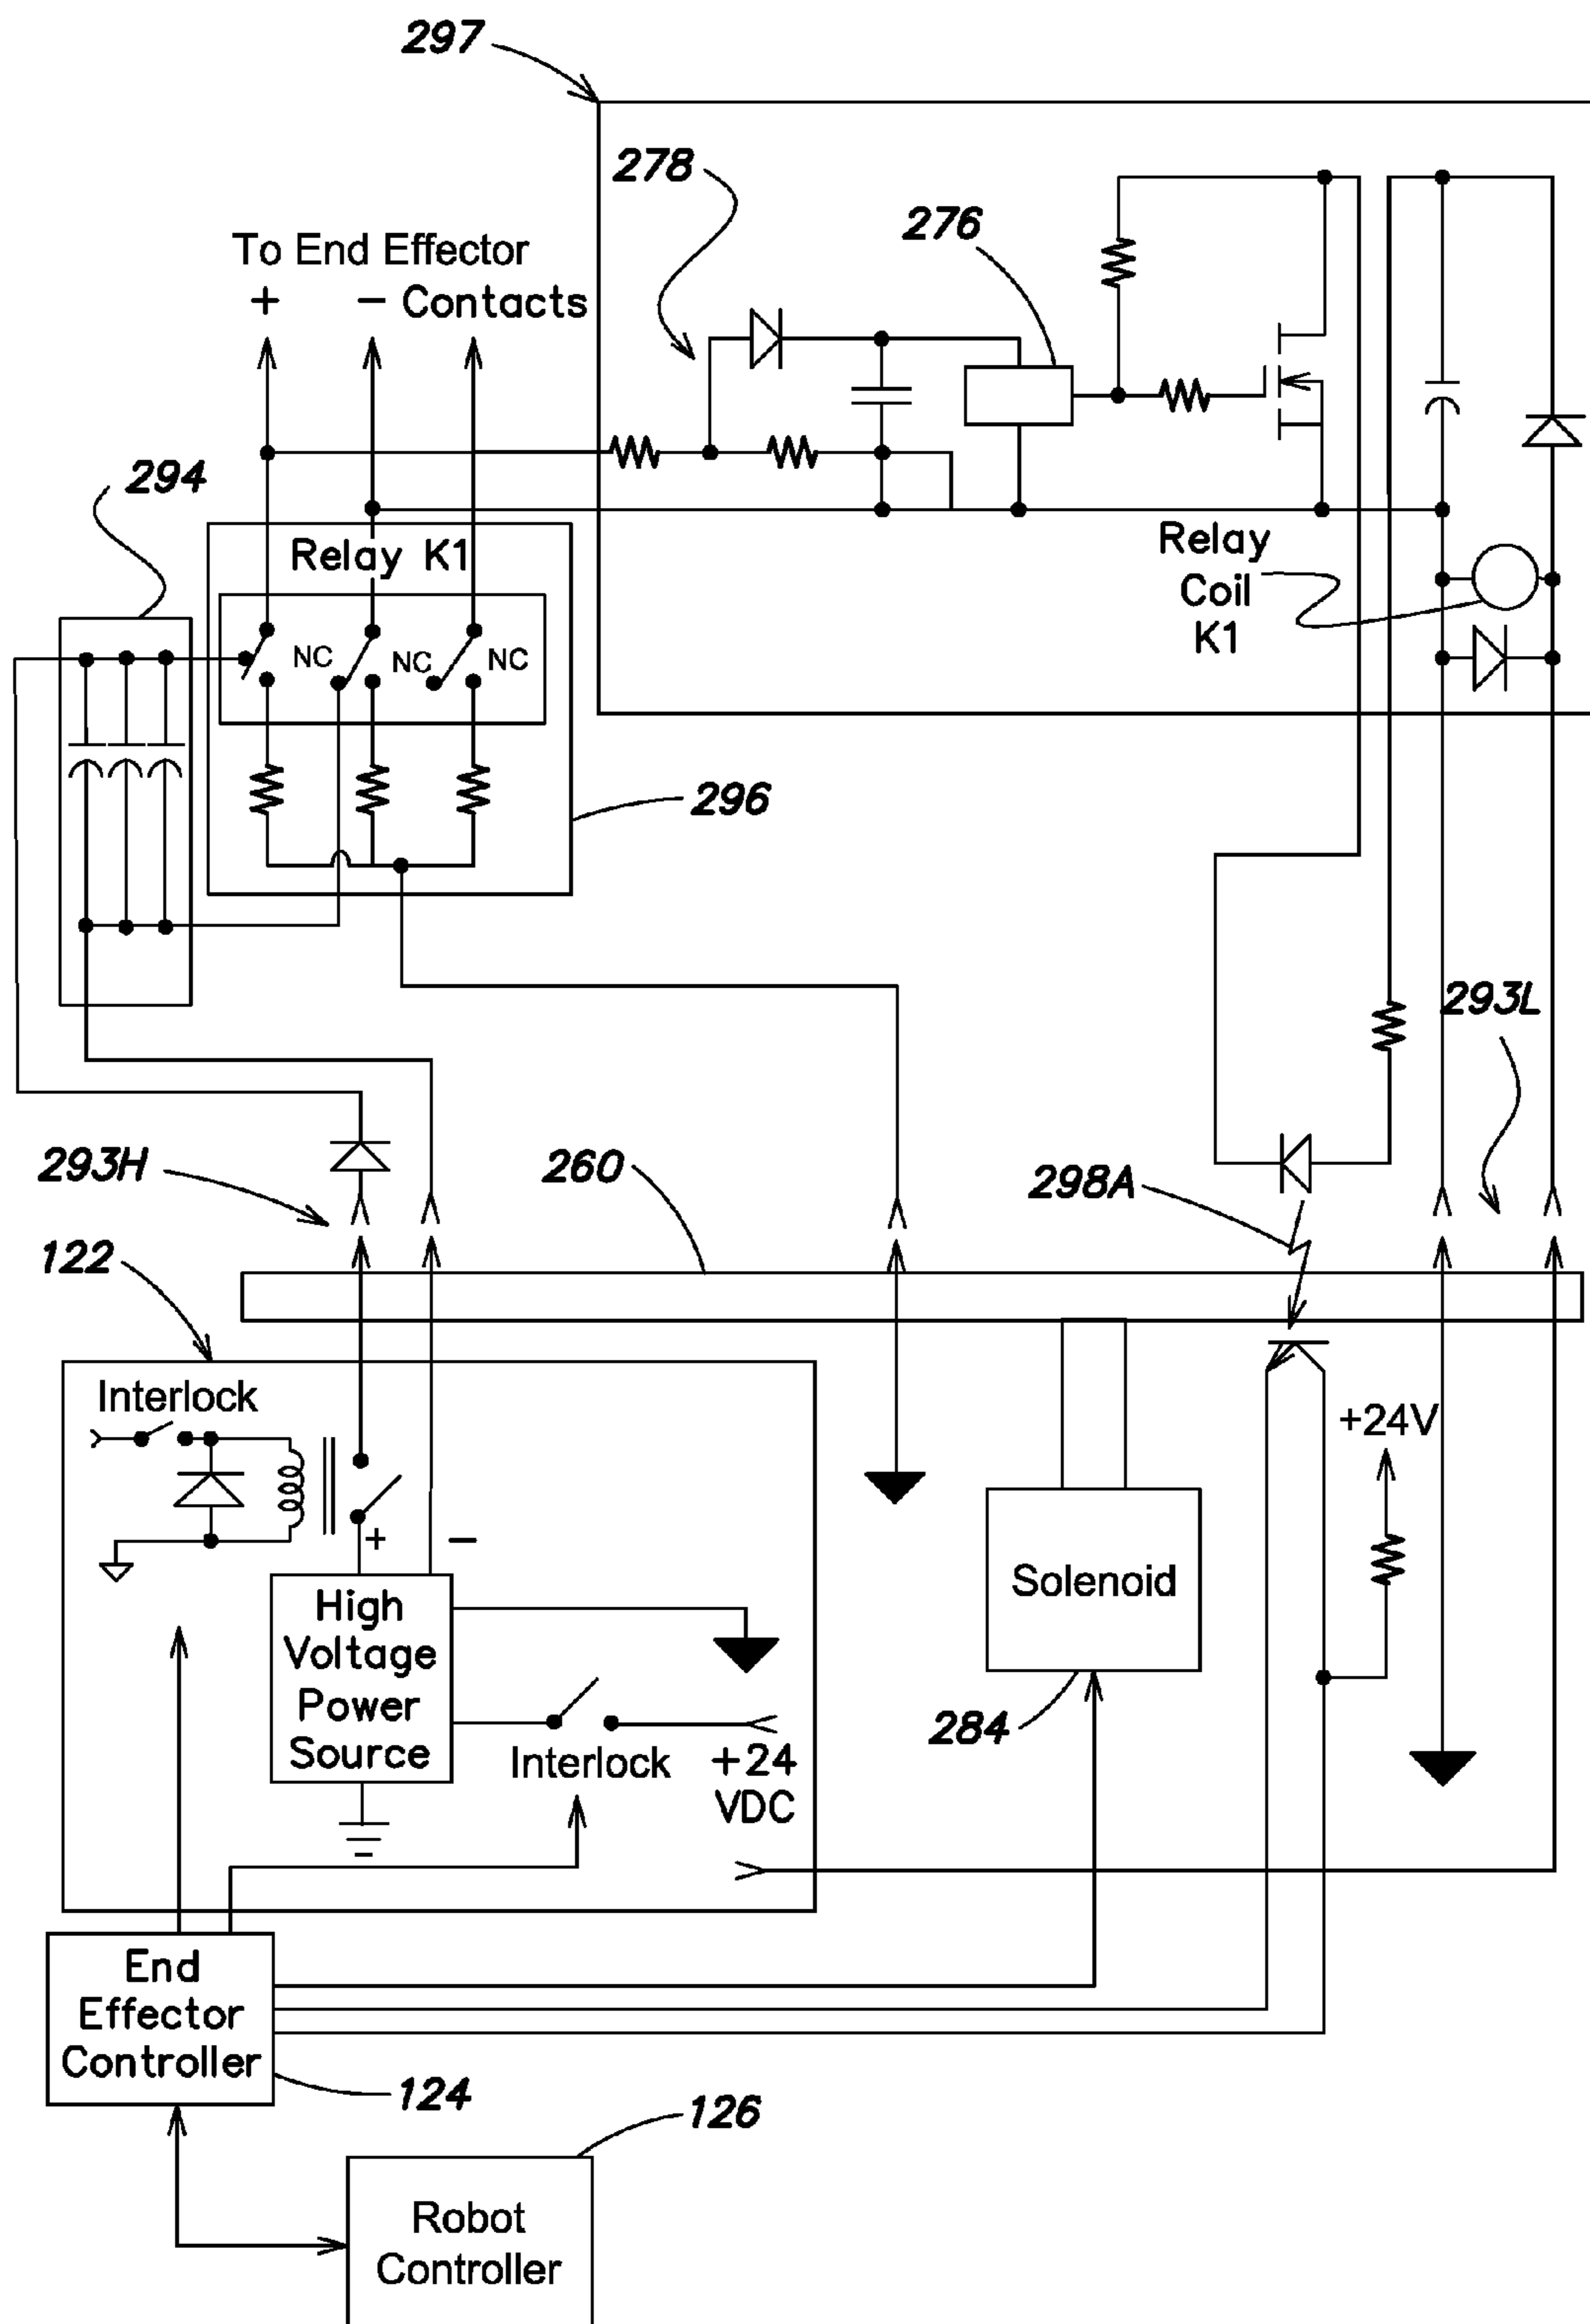 297
278
276
To End Effector
+ - Contacts
294
Relay K1
NC NC NC
Relay
Coil
K1
296
293L
293H
260
298A
122
Interlock
+24V
+ -
High
Voltage
Power
Source
Solenoid
284
Interlock
+24
VDC
End
Effector
Controller
124
126
Robot
Controller